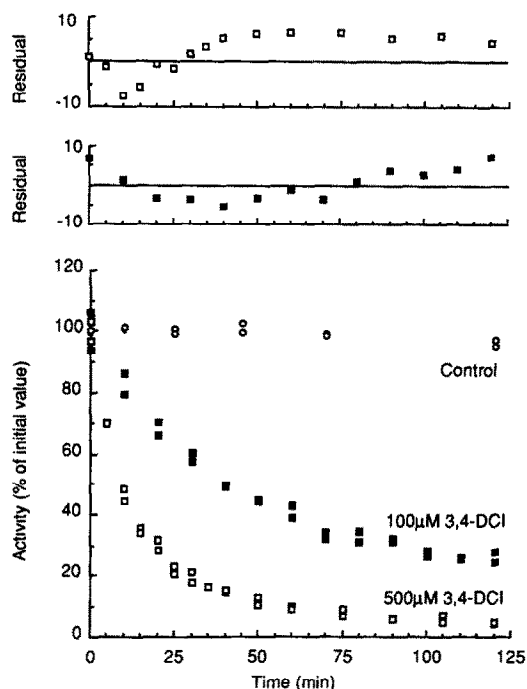 Residual
10
-10
Residual
10
-10
Activity (% of initial value)
120
100
80
60
40
20
0
Control
100µM 3,4-DCI
500µM 3,4-DCI
0 25 50 75 100 125
Time (min)